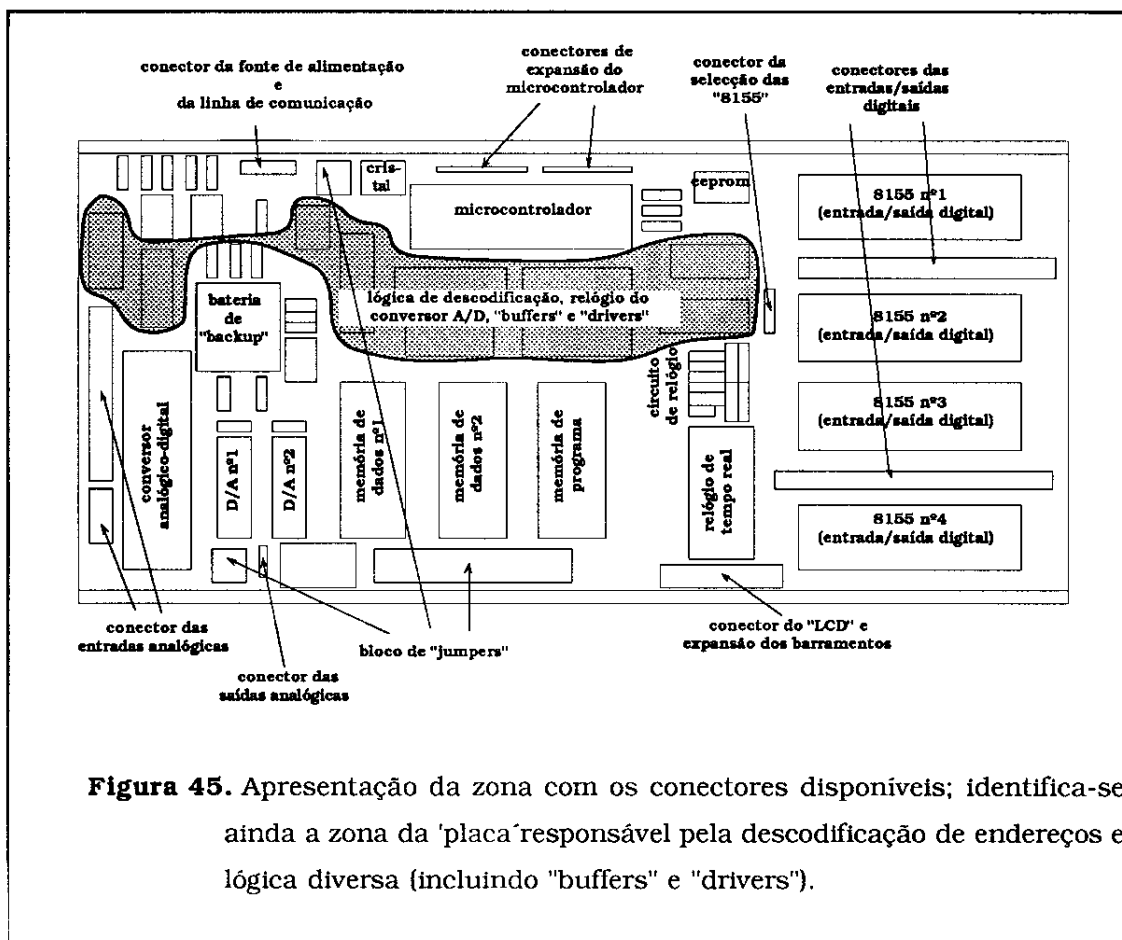 conector da fonte de alimentação
e
da linha de comunicação
conectores de
expansão do
microcontrolador
conector da
selecção das
"8155"
conectores das
entradas/saídas
digitais
cris-
tal
microcontrolador
eeprom
8155 nº1
(entrada/saída digital)
lógica de descodificação, relógio do
conversor A/D, "buffers" e "drivers"
bateria
de
"backup"
8155 nº2
(entrada/saída digital)
circuito
de relógio
conversor
analógico-digital
D/A nº1
D/A nº2
memória de
dados nº1
memória de
dados nº2
memória de
programa
relógio de
tempo real
8155 nº3
(entrada/saída digital)
8155 nº4
(entrada/saída digital)
conector das
entradas analógicas
conector das
saídas analógicas
bloco de "jumpers"
conector do "LCD" e
expansão dos barramentos
Figura 45. Apresentação da zona com os conectores disponíveis; identifica-se
ainda a zona da 'placa´responsável pela descodificação de endereços e
lógica diversa (incluindo "buffers" e "drivers").